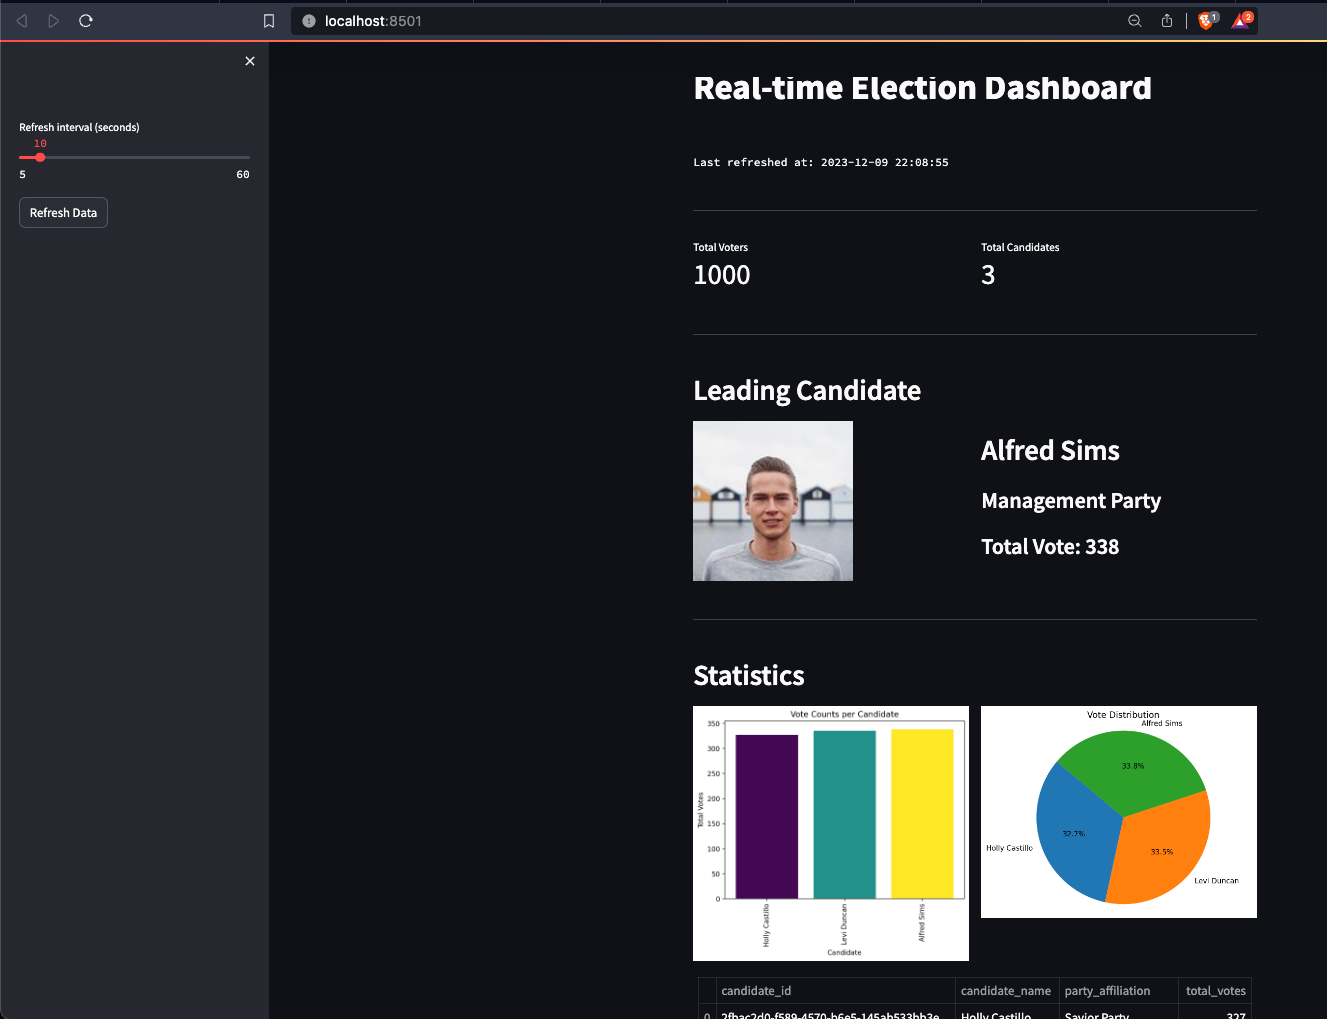 localhost:8501
1
2
Refresh interval (seconds)
10
5
60
Refresh Data
Real-time Election Dashboard
Last refreshed at: 2023-12-09 22:08:55
Total Voters
1000
Total Candidates
3
Leading Candidate
Alfred Sims
Management Party
Total Vote: 338
Statistics
Vote Counts per Candidate
350
300
250
200
150
100
50
0
Total Votes
Holly Castillo
Levi Duncan
Alfred Sims
Candidate
Vote Distribution
Alfred Sims
33.8%
32.7%
Holly Castillo
33.5%
Levi Duncan
candidate_id candidate_name party_affiliation total_votes
0 2fbac2d0-f589-4570-b6e5-145ab533bb3e Holly Castillo Savior Party 327